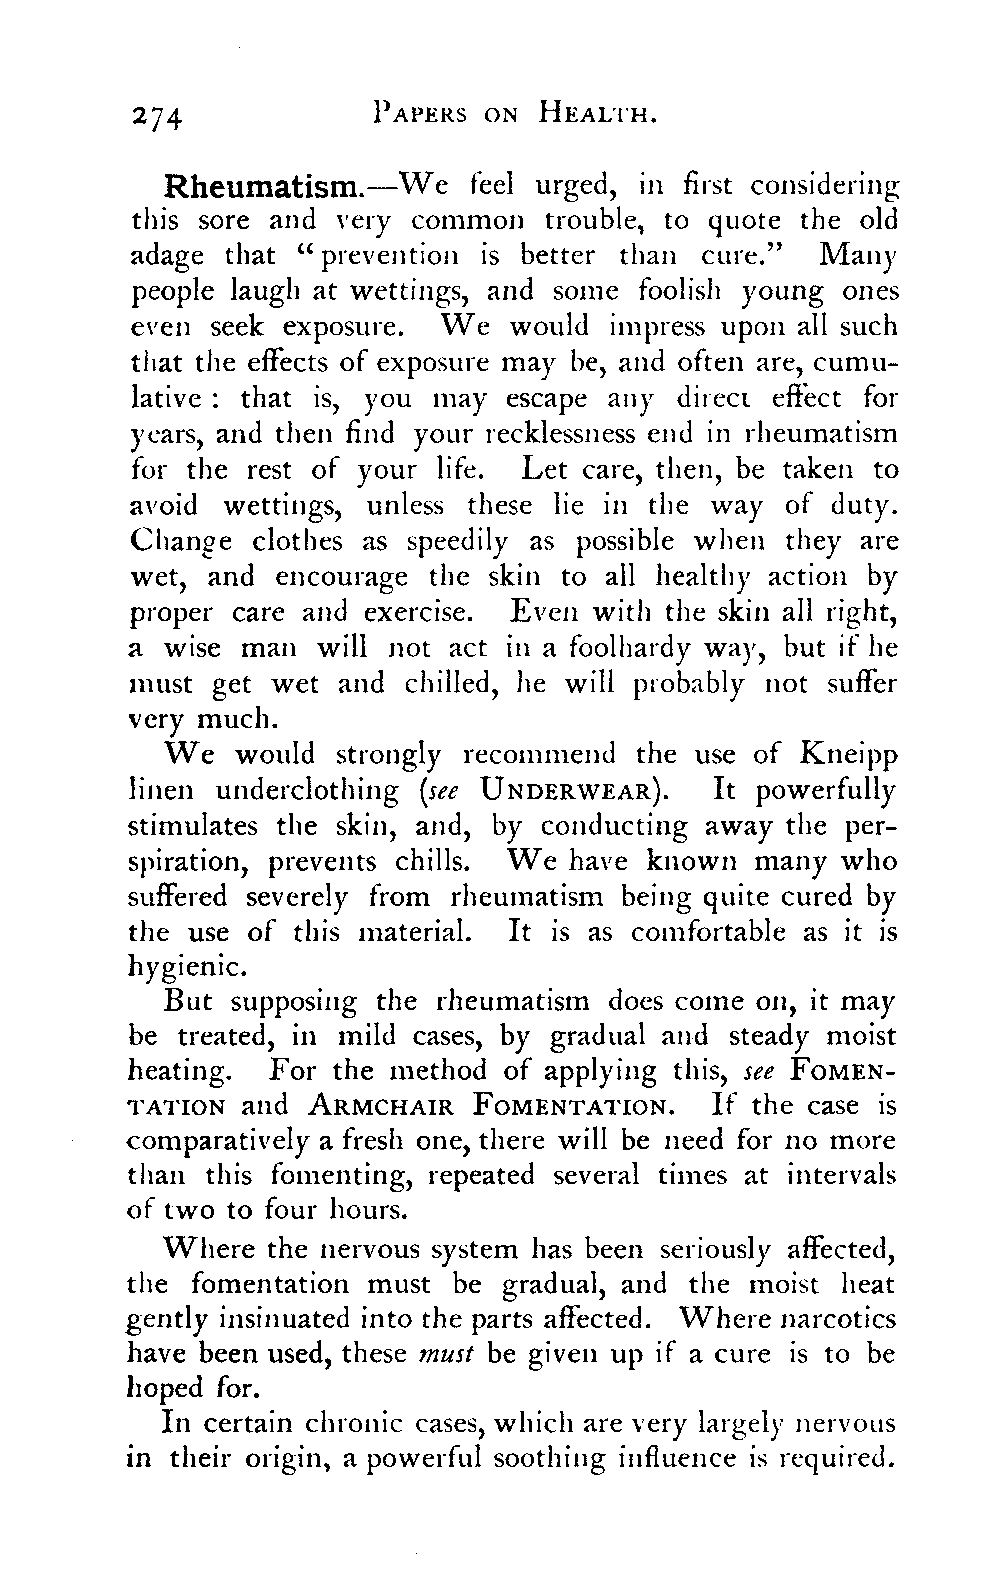 274 PAPERS ON HEALTH.
Rheumatism.—We feel urged, in first considering
this sore and very common trouble, to quote the old
adage that “prevention is better than cure.” Many
people laugh at wettings, and some foolish young ones
even seek exposure. We would impress upon all such
that the effects of exposure may be, and often are, cumu-
lative : that is, you may escape any direct effect for
years, and then find your recklessness end in rheumatism
for the rest of your life. Let care, then, be taken to
avoid wettings, unless these lie in the way of duty.
Change clothes as speedily as possible when they are
wet, and encourage the skin to all healthy action by
proper care and exercise. Even with the skin all right,
a wise man will not act in a foolhardy way, but if he
must get wet and chilled, he will probably not suffer
very much.
We would strongly recommend the use of Kneipp
linen underclothing (see UNDERWEAR). It powerfully
stimulates the skin, and, by conducting away the per-
spiration, prevents chills. We have known many who
suffered severely from rheumatism being quite cured by
the use of this material. It is as comfortable as it is
hygienic.
But supposing the rheumatism does come on, it may
be treated, in mild cases, by gradual and steady moist
heating. For the method of applying this, see FOMEN-
TATION and ARMCHAIR FOMENTATION. If the case is
comparatively a fresh one, there will be need for no more
than this fomenting, repeated several times at intervals
of two to four hours.
Where the nervous system has been seriously affected,
the fomentation must be gradual, and the moist heat
gently insinuated into the parts affected. Where narcotics
have been used, these must be given up if a cure is to be
hoped for.
In certain chronic cases, which are very largely nervous
in their origin, a powerful soothing influence is required.